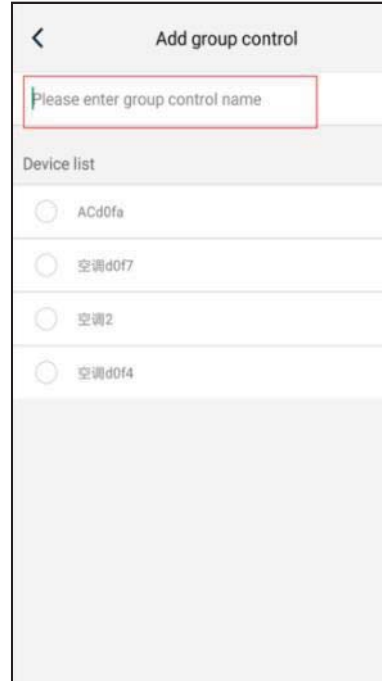 Add group control
Please enter group control name
Device list
ACd0fa
空调d0f7
空调2
空调d0f4